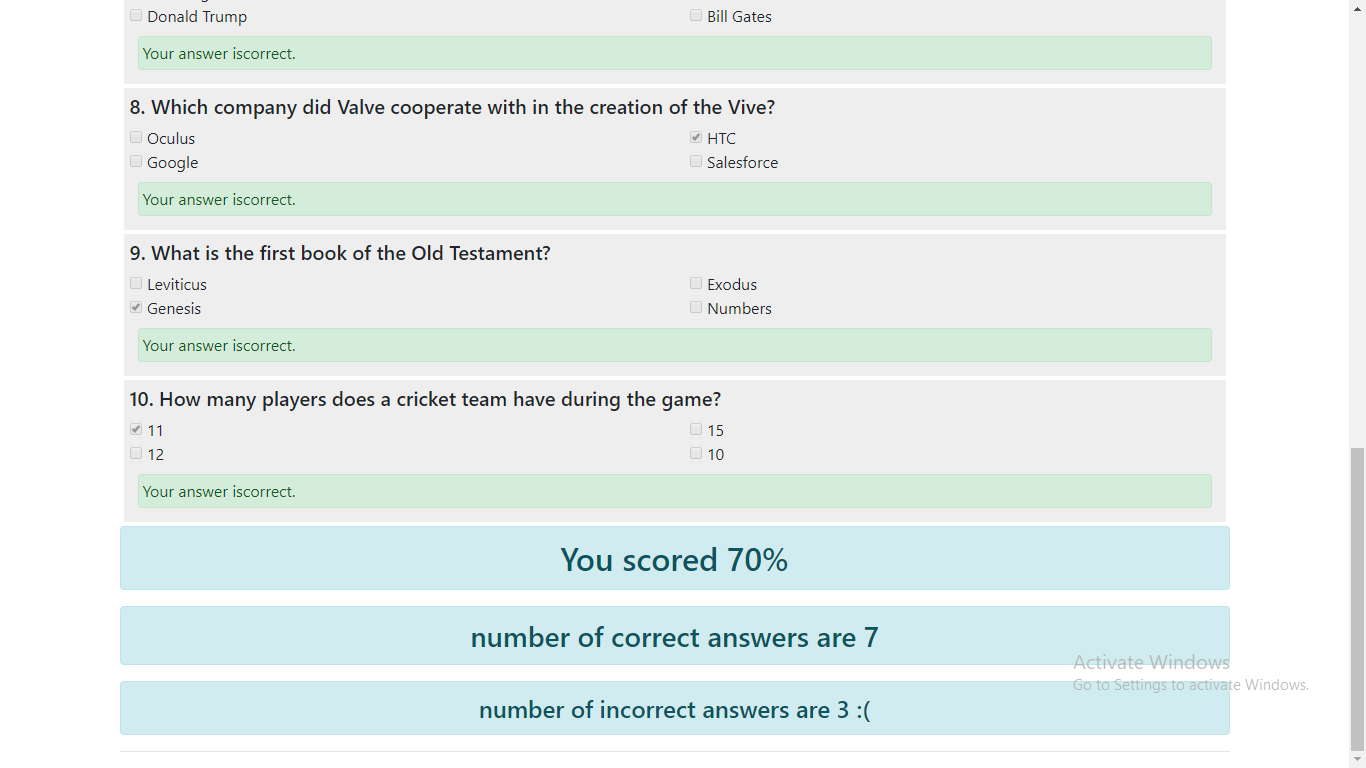 Donald Trump Bill Gates
Your answer iscorrect.
8. Which company did Valve cooperate with in the creation of the Vive?
Oculus HTC
Google Salesforce
Your answer iscorrect.
9. What is the first book of the Old Testament?
Leviticus Exodus
Genesis Numbers
Your answer iscorrect.
10. How many players does a cricket team have during the game?
11 15
12 10
Your answer iscorrect.
You scored 70%
number of correct answers are 7
Activate Windows
Go to Settings to activate Windows.
number of incorrect answers are 3 :(